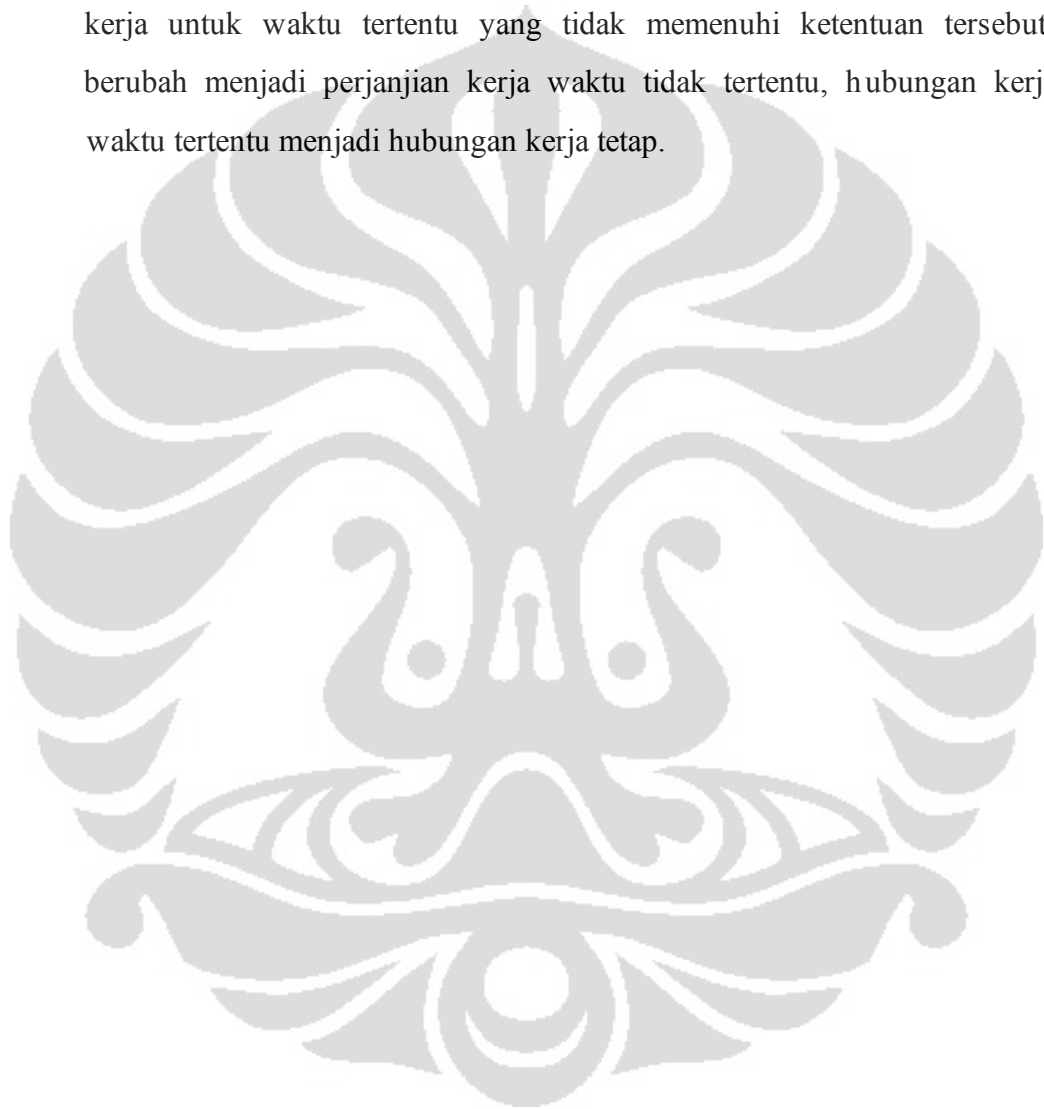 kerja untuk waktu tertentu yang tidak memenuhi ketentuan tersebut
berubah menjadi perjanjian kerja waktu tidak tertentu, hubungan kerj
waktu tertentu menjadi hubungan kerja tetap.